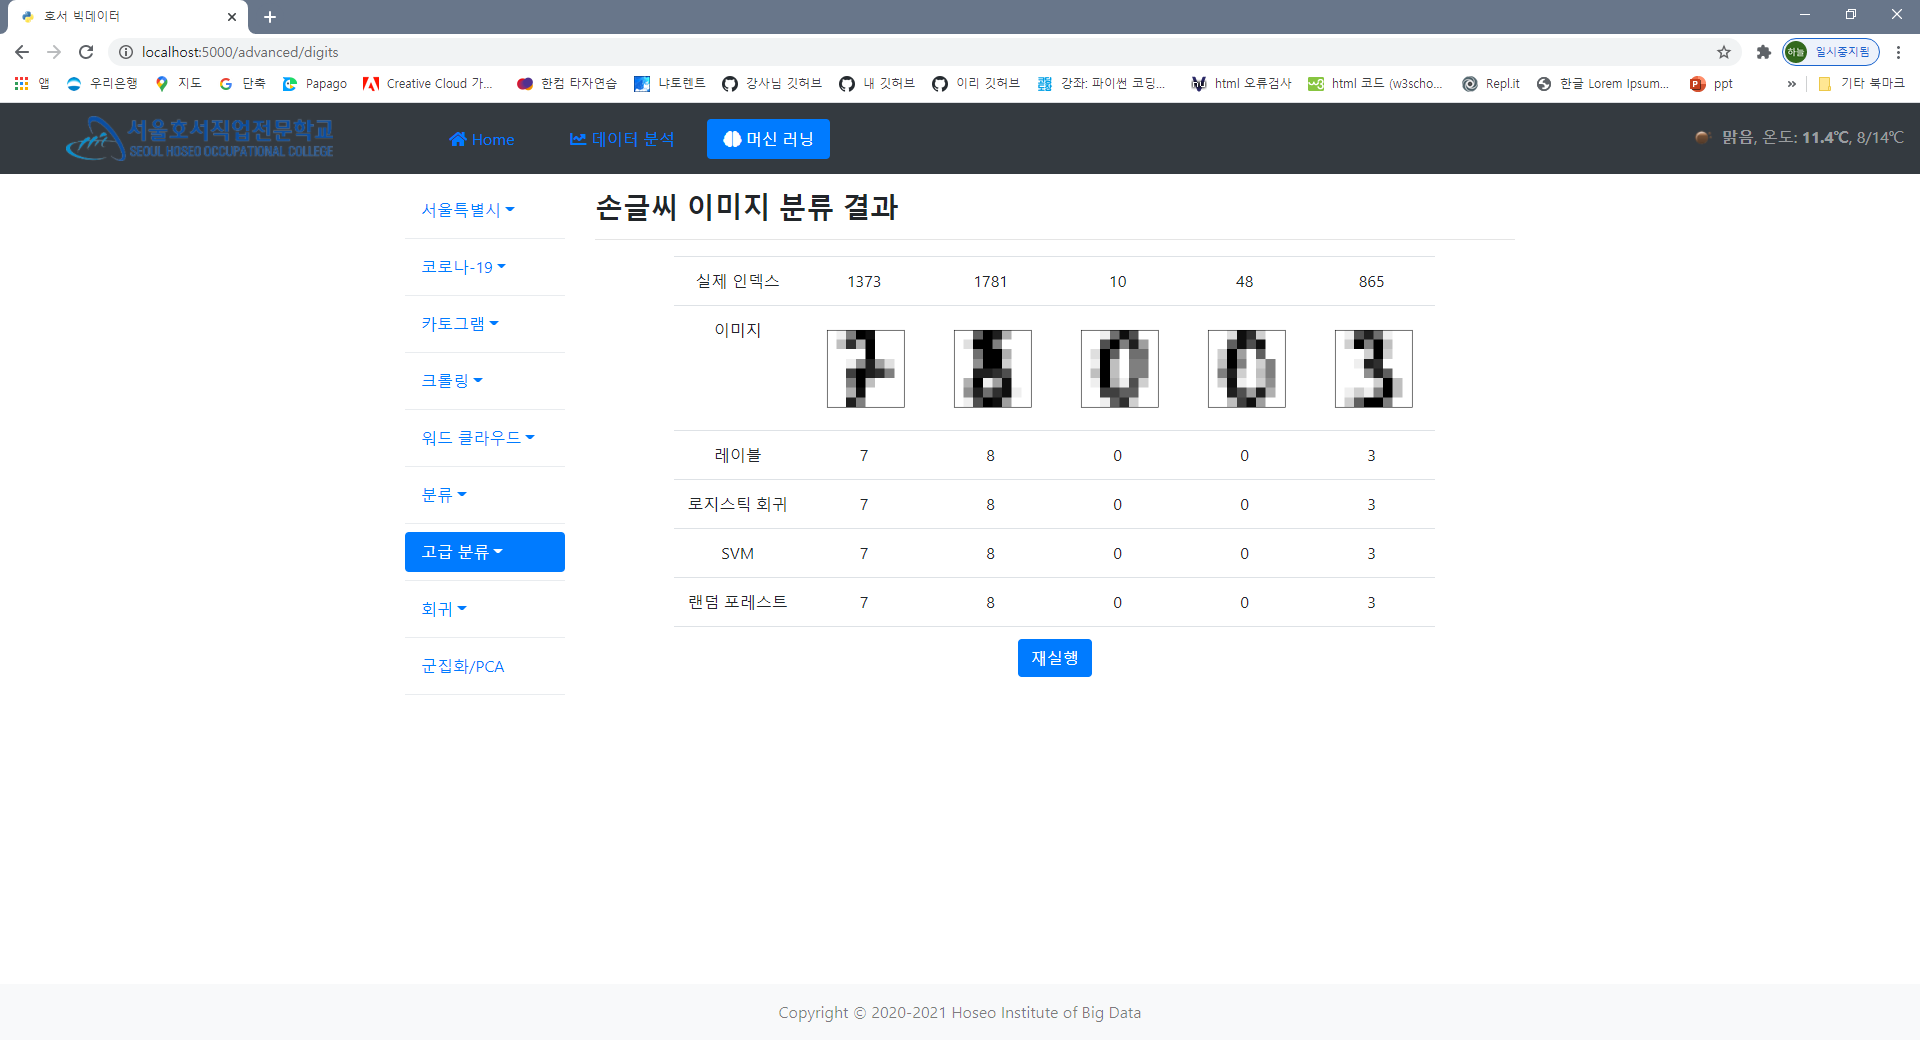 호서 빅데이터
localhost:5000/advanced/digits
하늘 일시중지됨
앱 우리은행 지도 단축 Papago Creative Cloud 가... 한컴 타자연습 냐토렌트 강사님 깃허브 내 깃허브 이리 깃허브 강좌: 파이썬 코딩... html 오류검사 html 코드 (w3scho... Repl.it 한글 Lorem Ipsum... ppt » 기타 북마크
서울호서직업전문학교
SEOUL HOSEO OCCUPATIONAL COLLEGE
Home 데이터 분석 머신 러닝
맑음, 온도: 11.4℃, 8/14℃
서울특별시
코로나-19
카토그램
크롤링
워드 클라우드
분류
고급 분류
회귀
군집화/PCA
손글씨 이미지 분류 결과
실제 인덱스 1373 1781 10 48 865
이미지
레이블 7 8 0 0 3
로지스틱 회귀 7 8 0 0 3
SVM 7 8 0 0 3
랜덤 포레스트 7 8 0 0 3
재실행
Copyright © 2020-2021 Hoseo Institute of Big Data